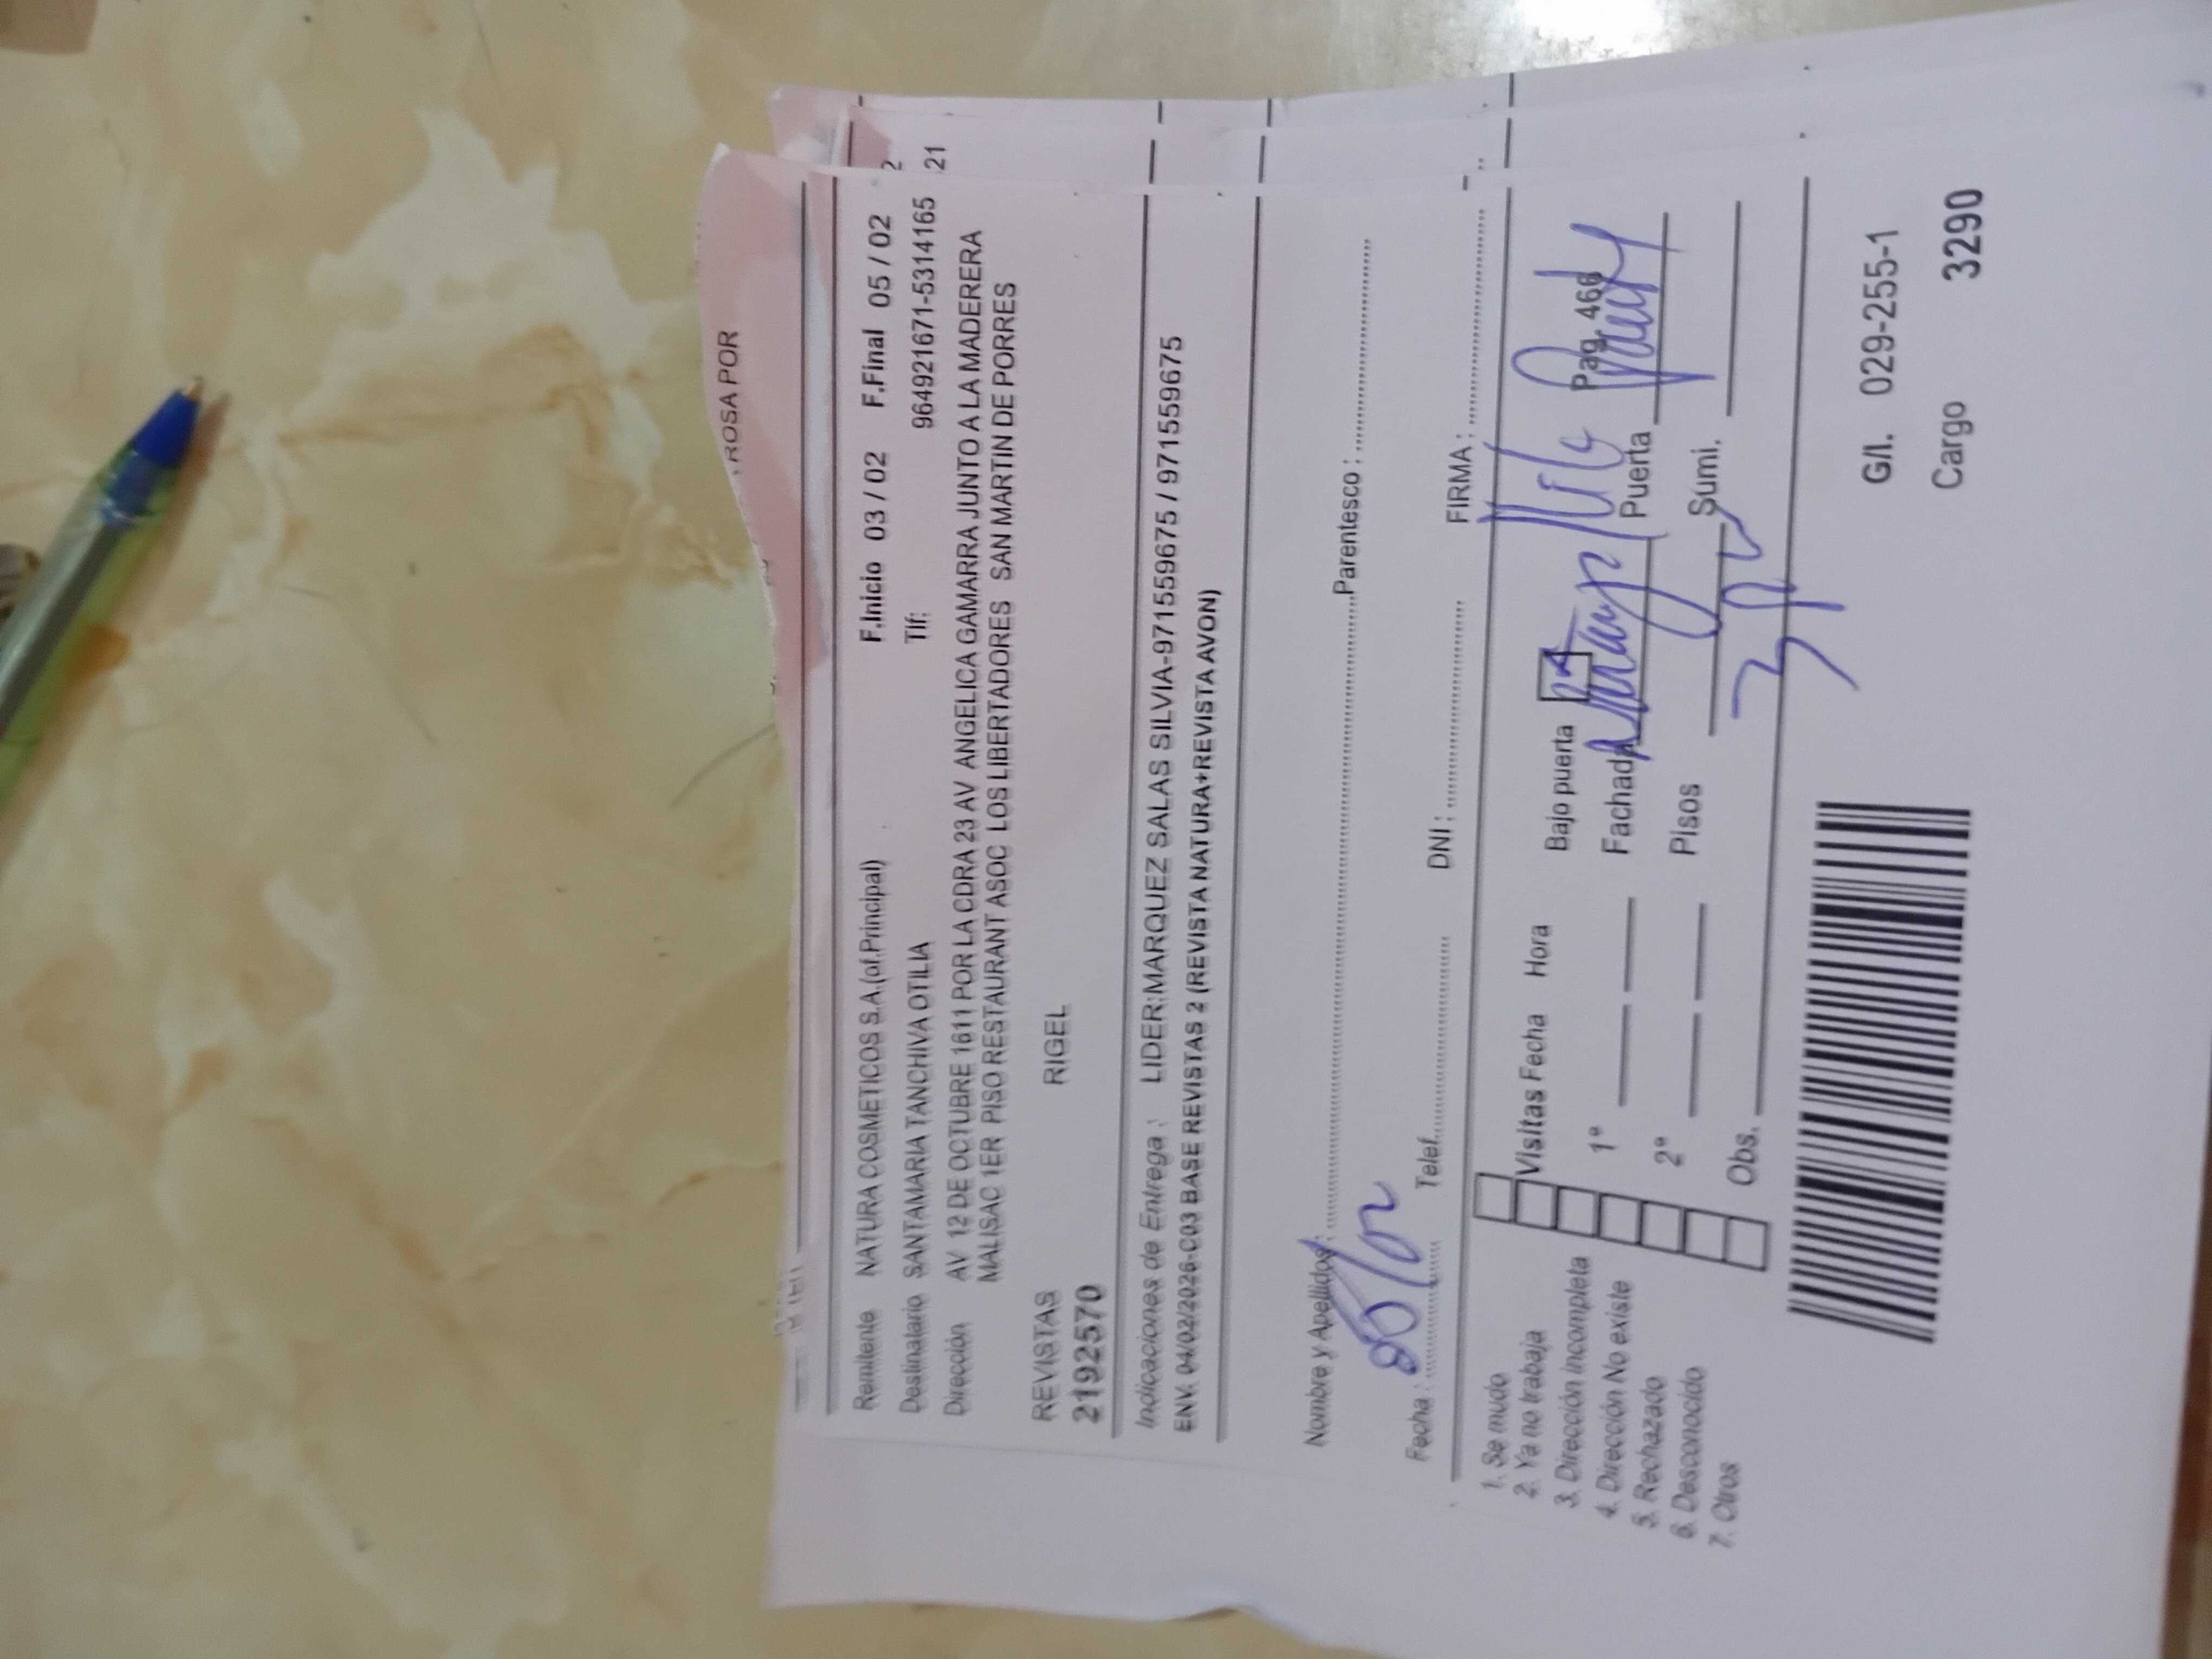 ROSA POR
Remitente NATURA COSMETICOS S.A.(of.Principal) F.Inicio 03 / 02 F.Final 05 / 02
Destinatario SANTAMARIA TANCHIVA OTILIA Tlf: 964921671-5314165
21
Dirección AV 12 DE OCTUBRE 1611 POR LA CDRA 23 AV ANGELICA GAMARRA JUNTO A LA MADERERA
MALISAC 1ER PISO RESTAURANT ASOC LOS LIBERTADORES SAN MARTIN DE PORRES
REVISTAS RIGEL
2192570
Indicaciones de Entrega : LIDER:MARQUEZ SALAS SILVIA-971559675 / 971559675
ENV. 04/02/2026-C03 BASE REVISTAS 2 (REVISTA NATURA+REVISTA AVON)
Nombre y Apellidos: Parentesco :
Fecha : Telef. DNI : FIRMA :
1. Se mudo
2. Ya no trabaja
3. Dirección Incompleta
4. Dirección No existe
5. Rechazado
6. Desconocido
7. Otros
Visitas Fecha Hora Bajo puerta Pag. 466
1º Fachada Puerta
2º Pisos Sumi.
Obs. 3P
G/l. 029-255-1
Cargo 3290